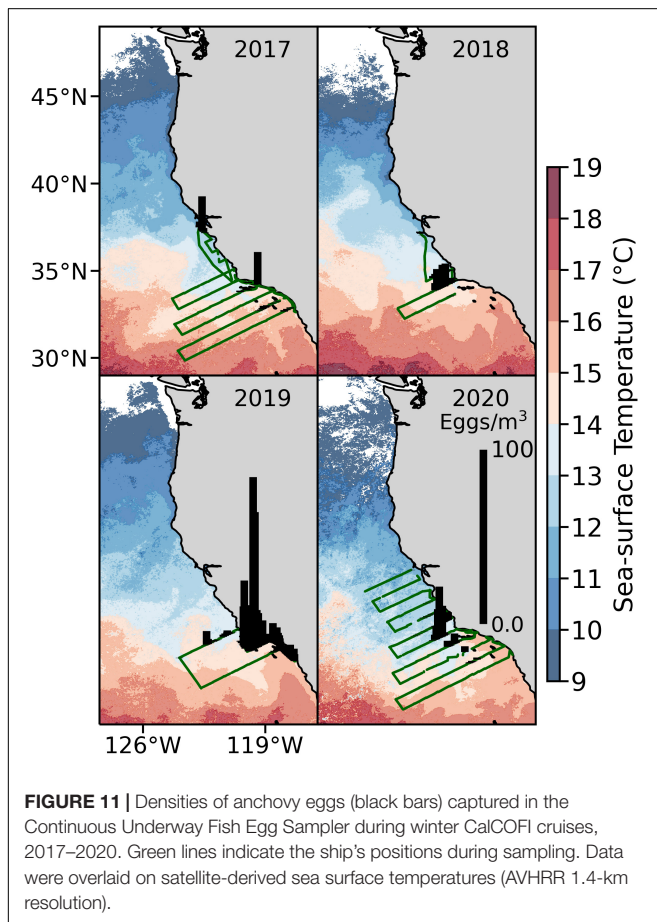 2017
2018
45°N
40°N
35°N
30°N
2019
2020
Eggs/m³
100
0.0
126°W
119°W
19
18
17
16
15
14
13
12
11
10
9
Sea-surface Temperature (°C)
FIGURE 11 | Densities of anchovy eggs (black bars) captured in the
Continuous Underway Fish Egg Sampler during winter CalCOFI cruises,
2017–2020. Green lines indicate the ship's positions during sampling. Data
were overlaid on satellite-derived sea surface temperatures (AVHRR 1.4-km
resolution).